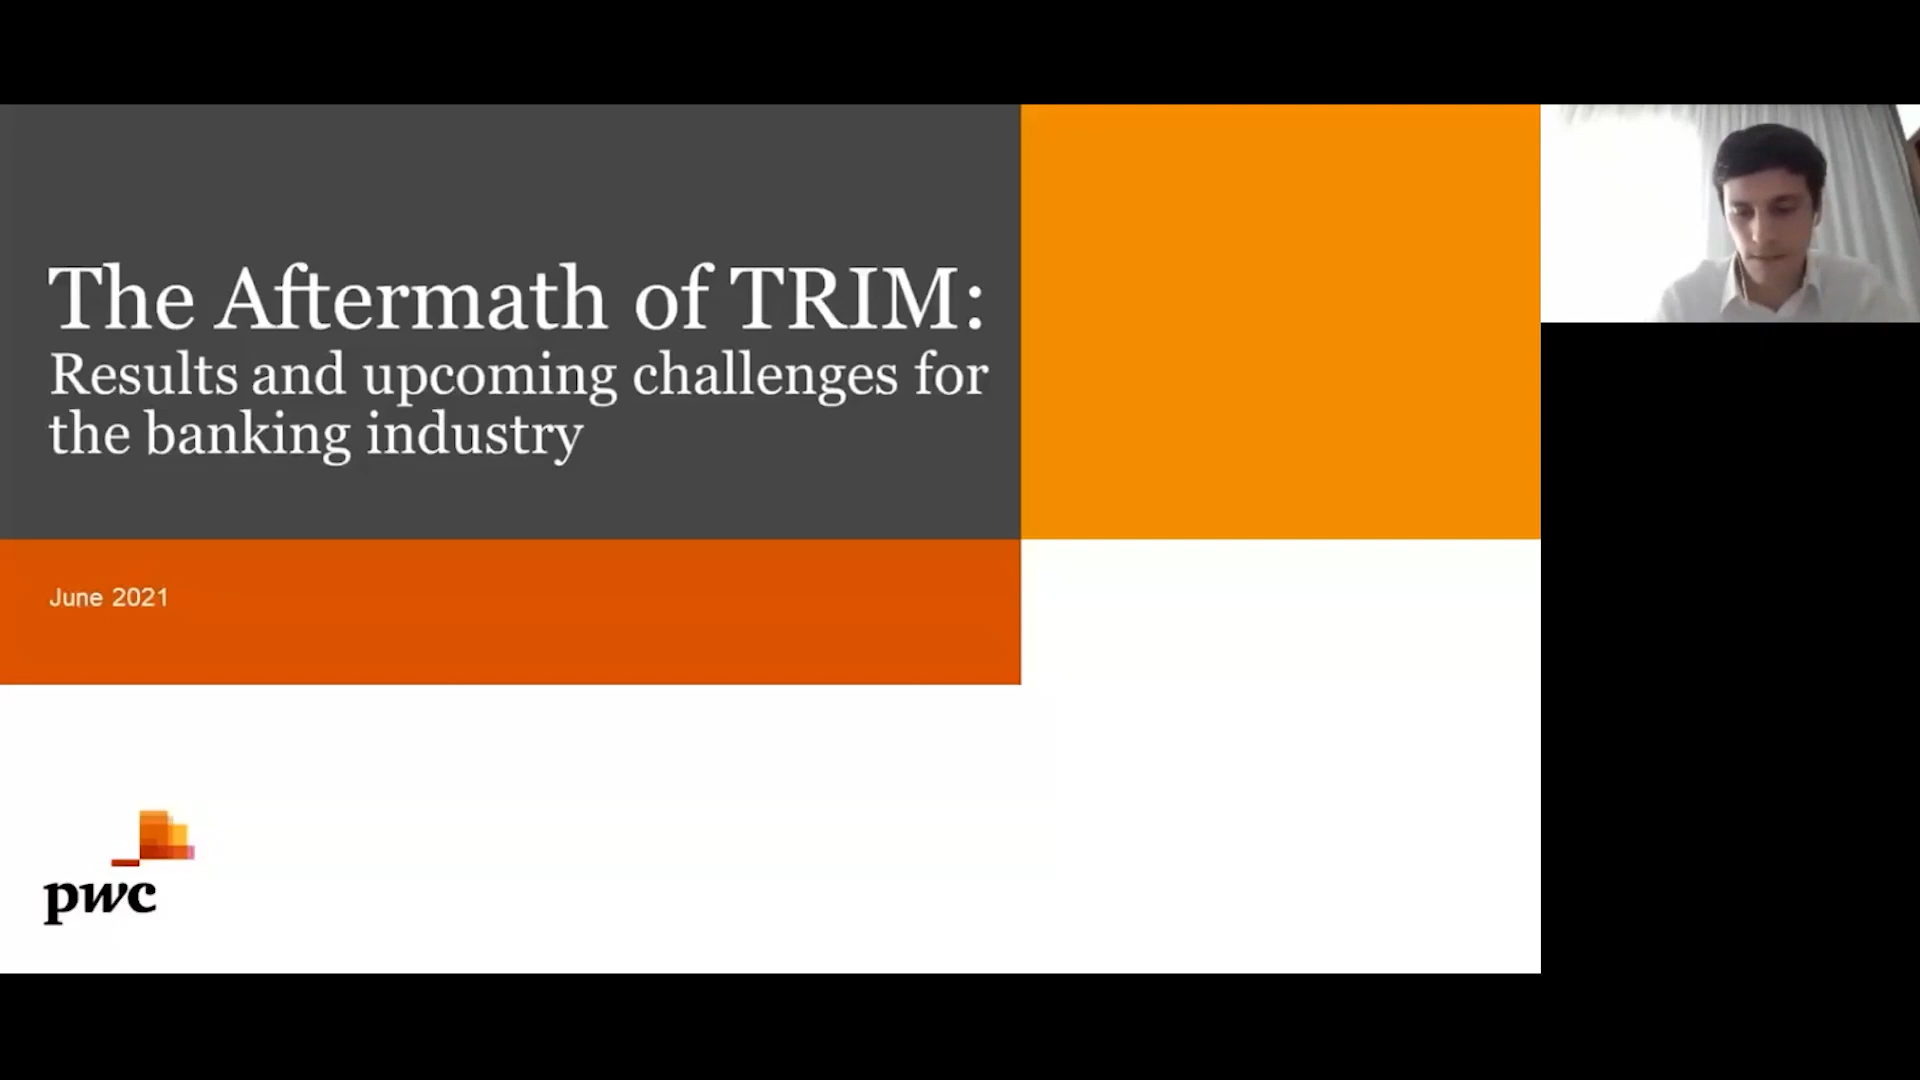 The Aftermath of TRIM:
Results and upcoming challenges for
the banking industry
June 2021
pwc